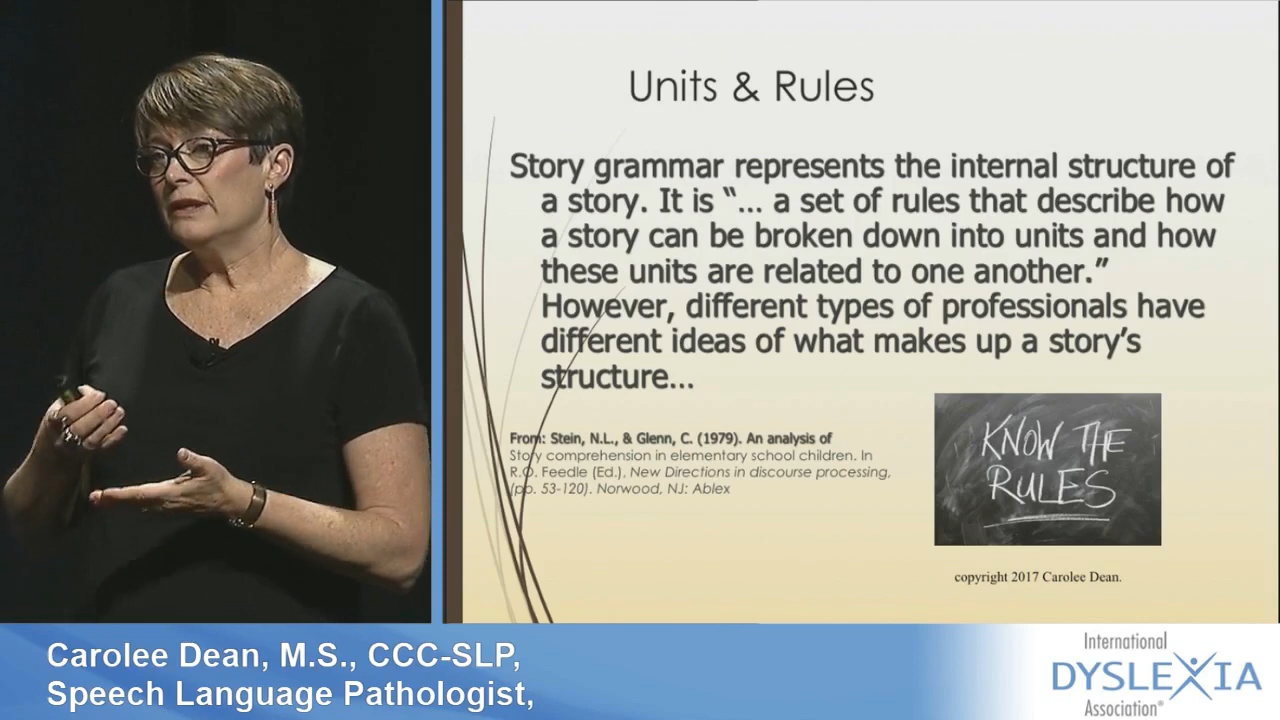 Units & Rules
Story grammar represents the internal structure of
a story. It is “… a set of rules that describe how
a story can be broken down into units and how
these units are related to one another.”
However, different types of professionals have
different ideas of what makes up a story’s
structure…
From: Stein, N.L., & Glenn, C. (1979). An analysis of
Story comprehension in elementary school children. In
R.O. Feedle (Ed.), New Directions in discourse processing,
(pp. 53-120). Norwood, NJ: Ablex
KNOW THE
RULES
copyright 2017 Carolee Dean.
Carolee Dean, M.S., CCC-SLP,
Speech Language Pathologist,
International
DYSLEXIA
Association®